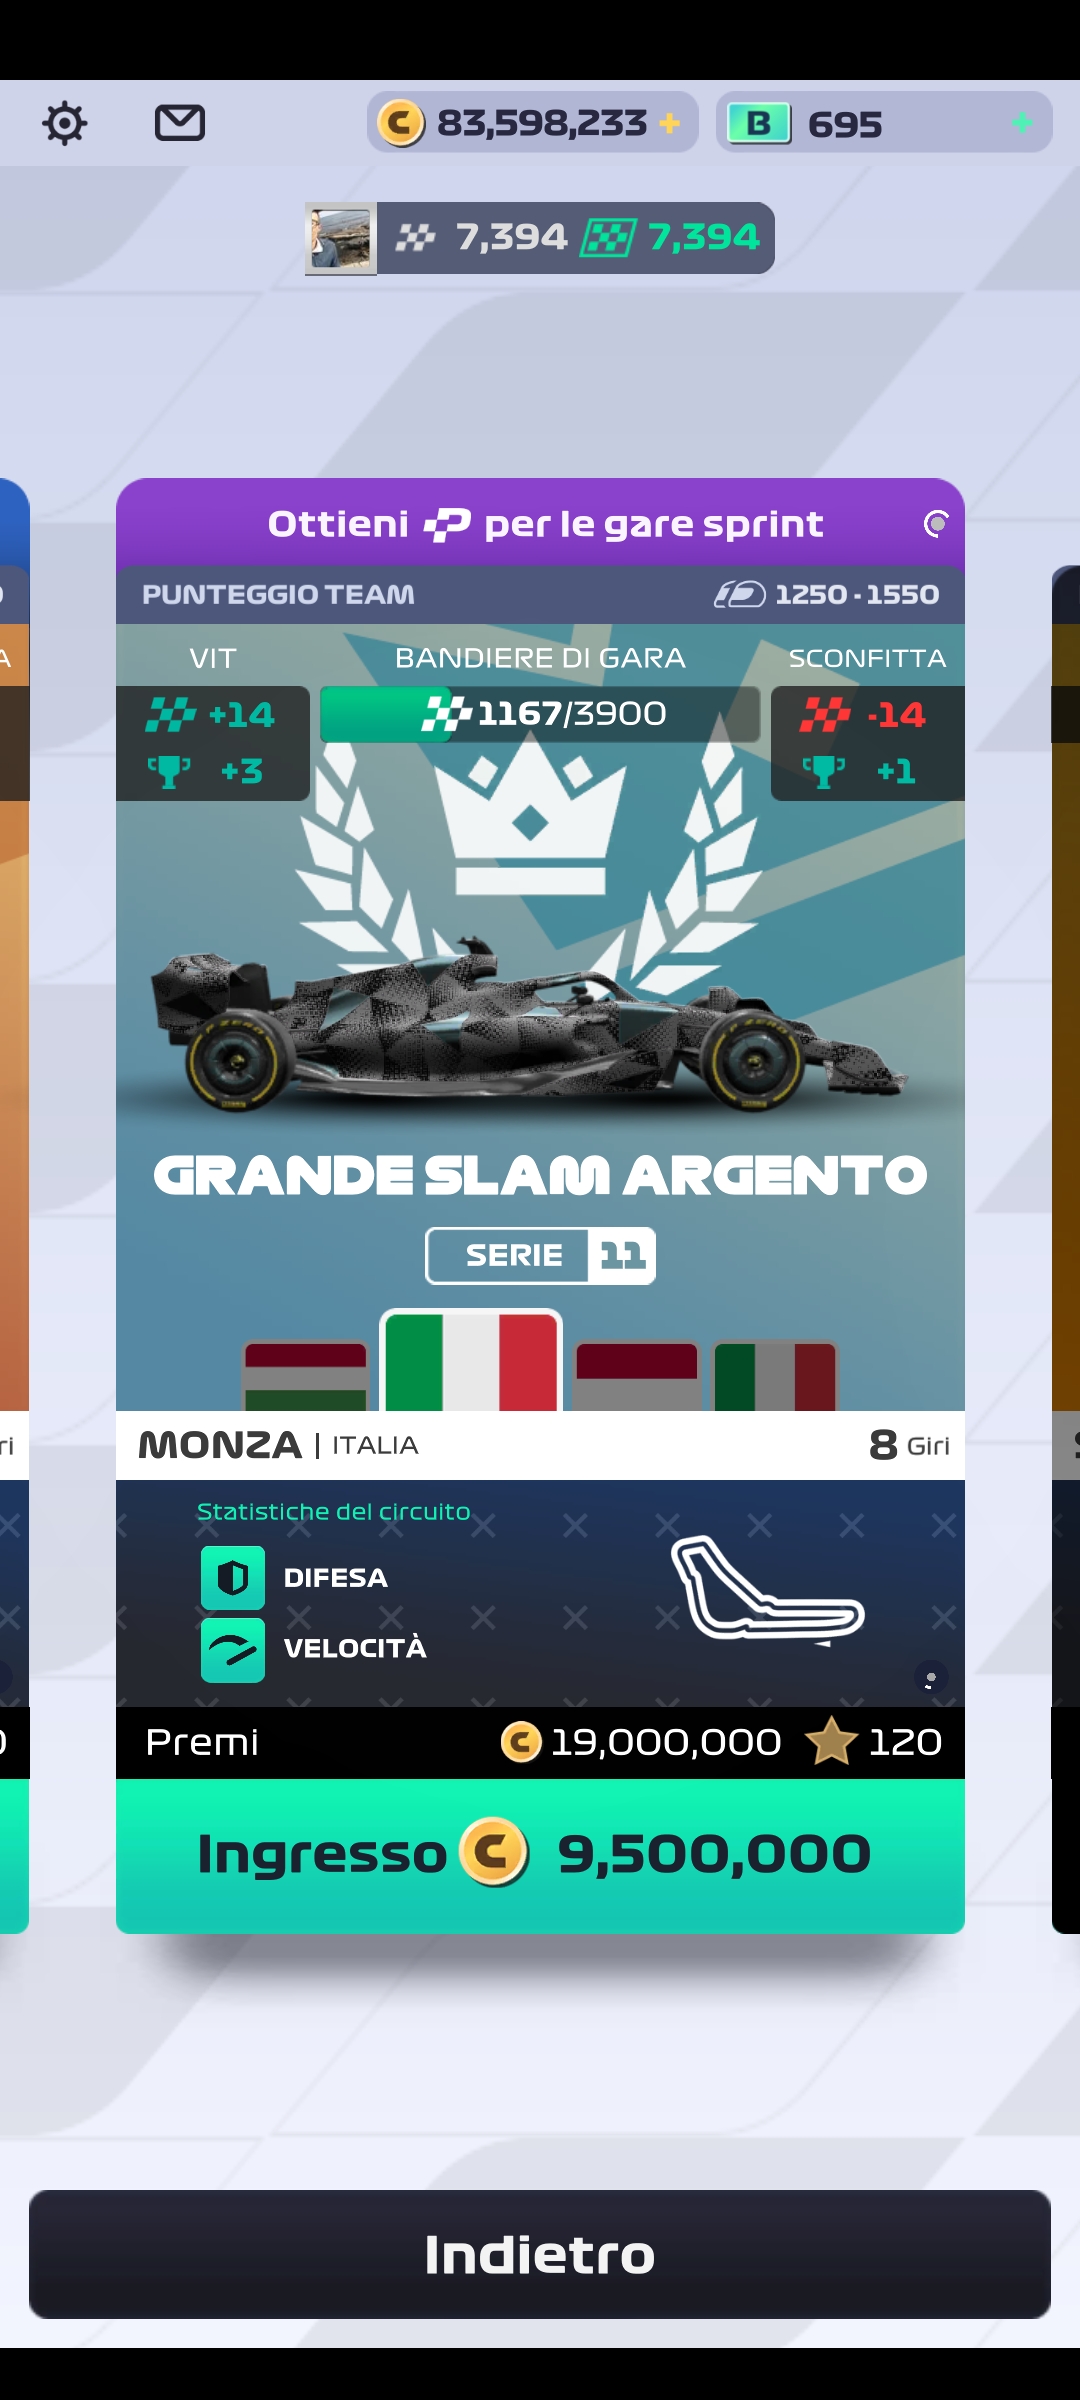 83,598,233 +
B 695 +
7,394 7,394
Ottieni per le gare sprint
PUNTEGGIO TEAM 1250 - 1550
VIT BANDIERE DI GARA SCONFITTA
+14 1167/3900 -14
+3 +1
P ZERO P ZERO
GRANDE SLAM ARGENTO
SERIE 11
MONZA | ITALIA 8 Giri
Statistiche del circuito
DIFESA
VELOCITÀ
Premi C 19,000,000 120
Ingresso C 9,500,000
Indietro